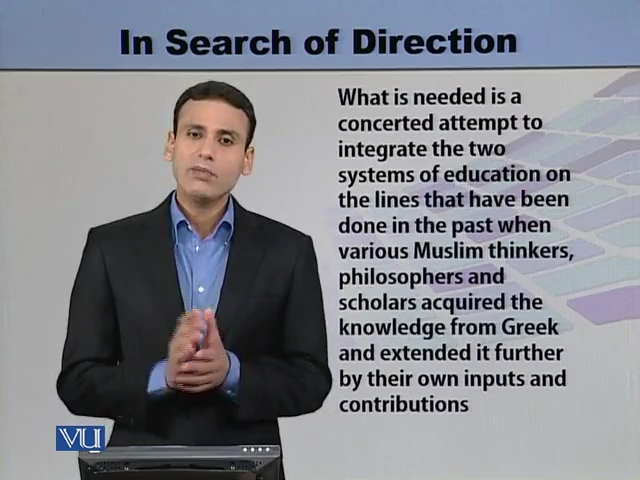 In Search of Direction
What is needed is a
concerted attempt to
integrate the two
systems of education on
the lines that have been
done in the past when
various Muslim thinkers,
philosophers and
scholars acquired the
knowledge from Greek
and extended it further
by their own inputs and
contributions
VU